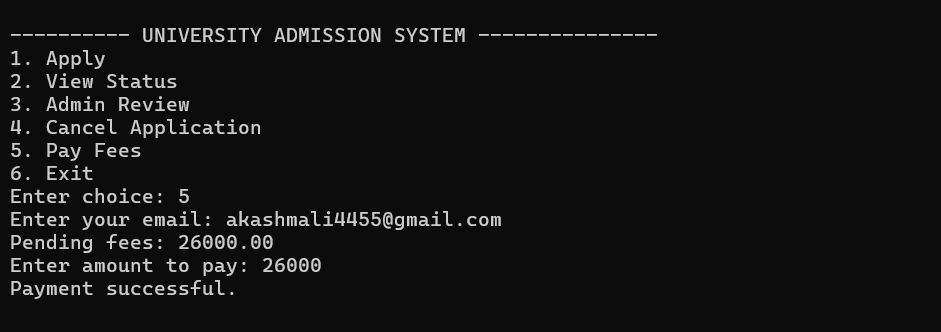 ---------- UNIVERSITY ADMISSION SYSTEM ---------------
1. Apply
2. View Status
3. Admin Review
4. Cancel Application
5. Pay Fees
6. Exit
Enter choice: 5
Enter your email: akashmali4455@gmail.com
Pending fees: 26000.00
Enter amount to pay: 26000
Payment successful.